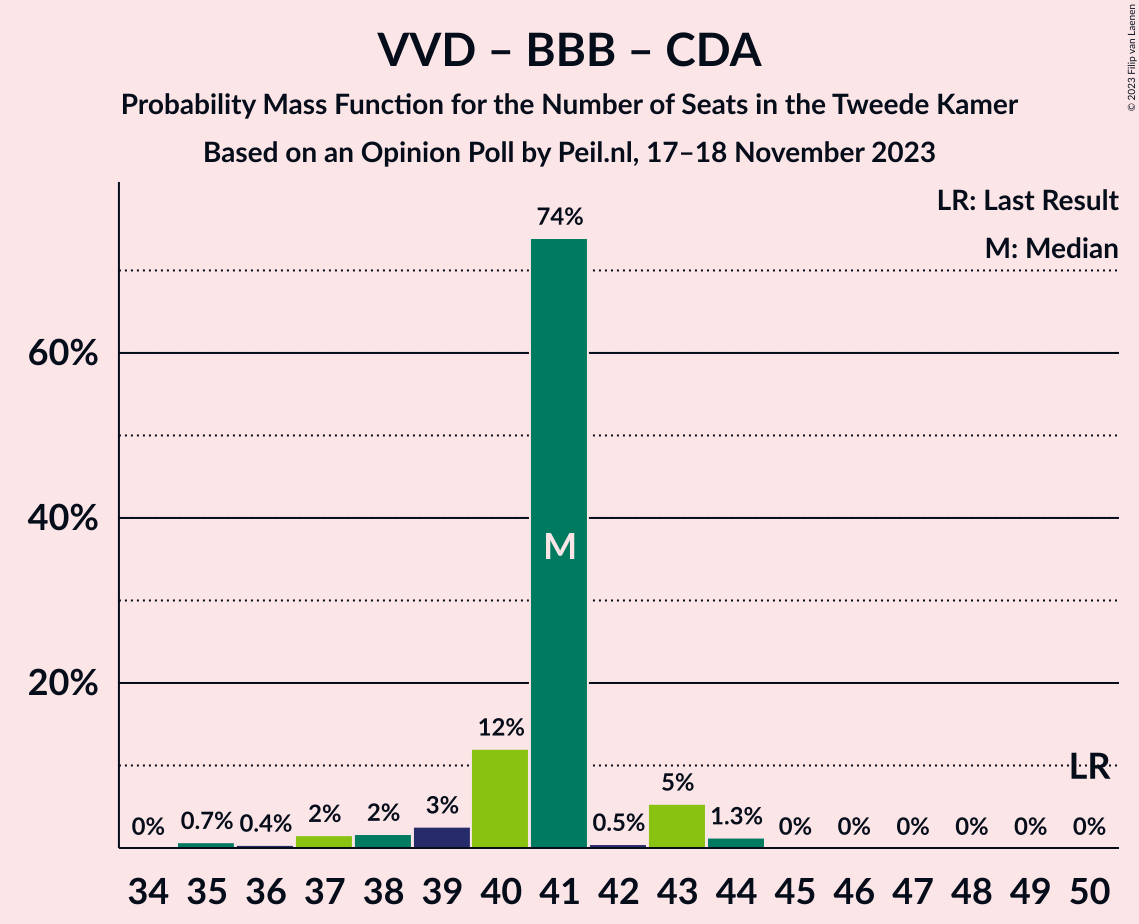 VVD – BBB – CDA
Probability Mass Function for the Number of Seats in the Tweede Kamer
Based on an Opinion Poll by Peil.nl, 17–18 November 2023
© 2023 Filip van Laenen
LR: Last Result
M: Median
74%
60%
40%
M
20%
12%
LR
5%
3%
2%
2%
1.3%
0.7%
0.4%
0.5%
0%
0%
0%
0%
0%
0%
0%
34 35 36 37 38 39 40 41 42 43 44 45 46 47 48 49 50